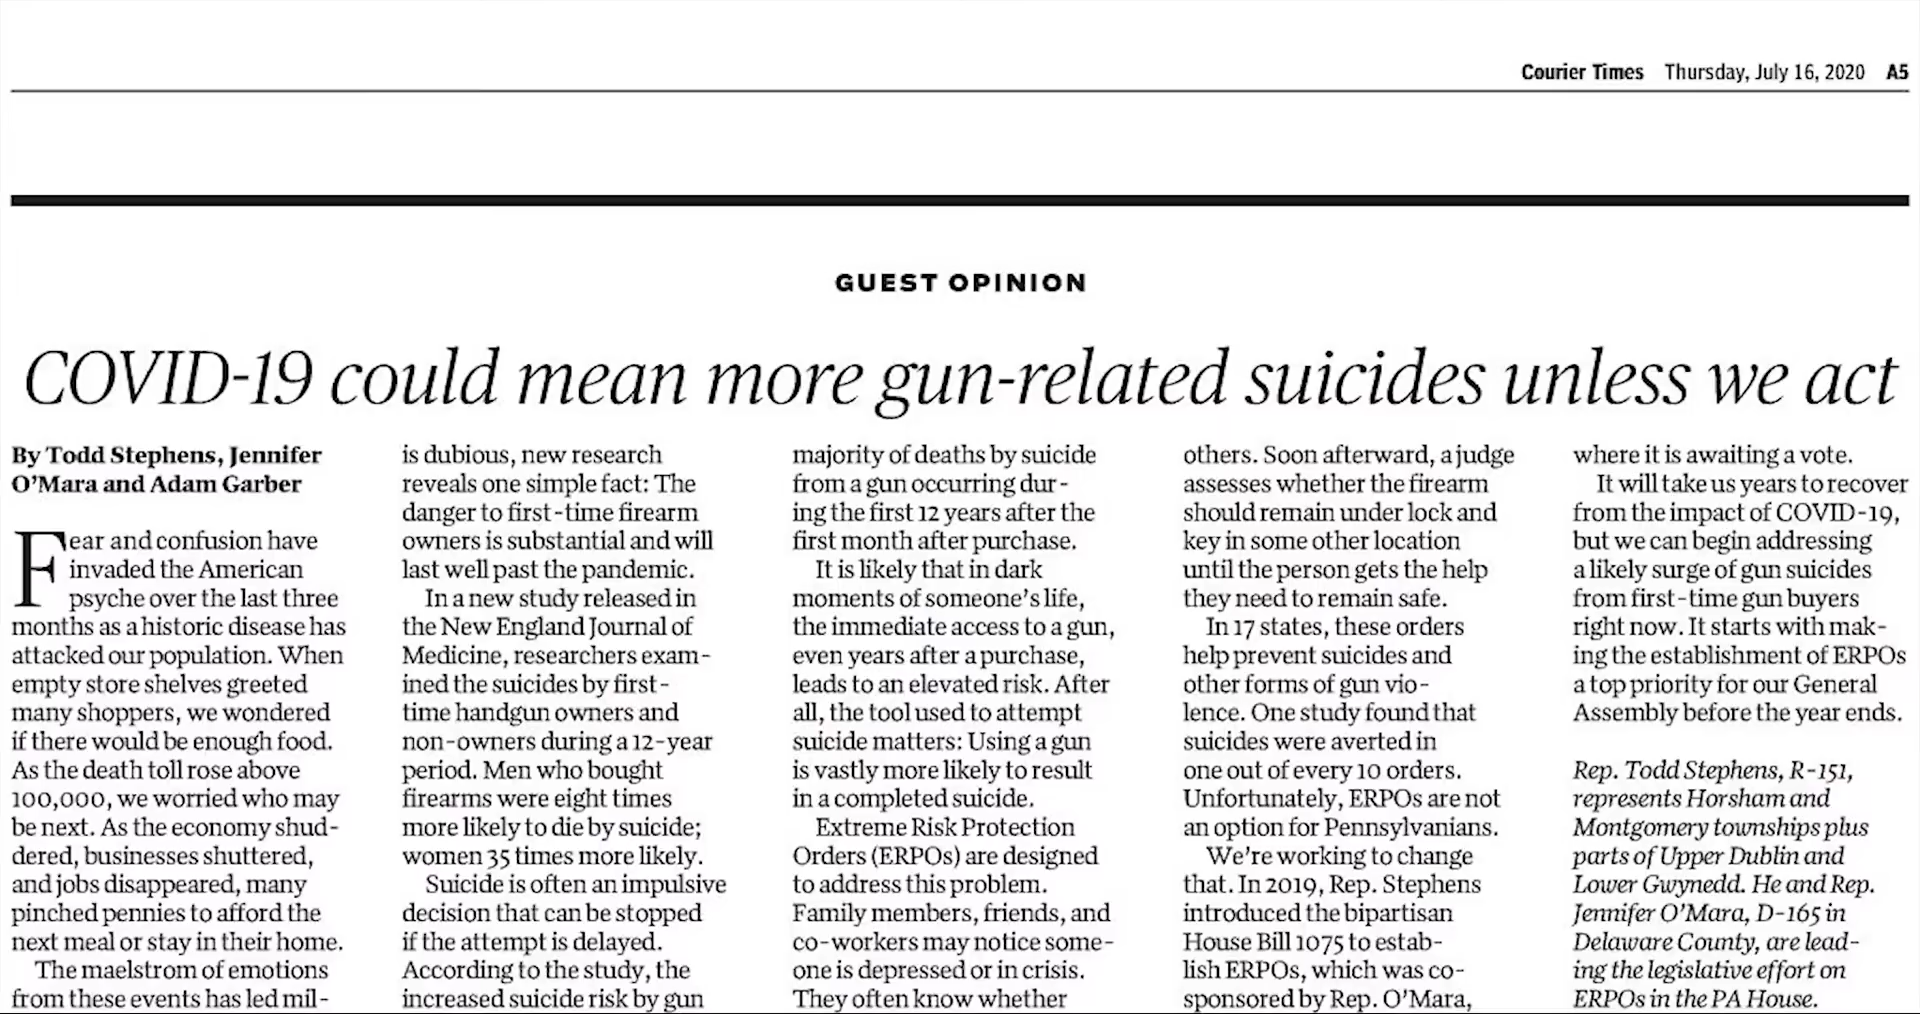 Courier Times Thursday, July 16, 2020 A5
GUEST OPINION
COVID-19 could mean more gun-related suicides unless we act
By Todd Stephens, Jennifer
O’Mara and Adam Garber
Fear and confusion have
invaded the American
psyche over the last three
months as a historic disease has
attacked our population. When
empty store shelves greeted
many shoppers, we wondered
if there would be enough food.
As the death toll rose above
100,000, we worried who may
be next. As the economy shud-
dered, businesses shuttered,
and jobs disappeared, many
pinched pennies to afford the
next meal or stay in their home.
The maelstrom of emotions
from these events has led mil-
is dubious, new research
reveals one simple fact: The
danger to first-time firearm
owners is substantial and will
last well past the pandemic.
In a new study released in
the New England Journal of
Medicine, researchers exam-
ined the suicides by first-
time handgun owners and
non-owners during a 12-year
period. Men who bought
firearms were eight times
more likely to die by suicide;
women 35 times more likely.
Suicide is often an impulsive
decision that can be stopped
if the attempt is delayed.
According to the study, the
increased suicide risk by gun
majority of deaths by suicide
from a gun occurring dur-
ing the first 12 years after the
first month after purchase.
It is likely that in dark
moments of someone’s life,
the immediate access to a gun,
even years after a purchase,
leads to an elevated risk. After
all, the tool used to attempt
suicide matters: Using a gun
is vastly more likely to result
in a completed suicide.
Extreme Risk Protection
Orders (ERPOs) are designed
to address this problem.
Family members, friends, and
co-workers may notice some-
one is depressed or in crisis.
They often know whether
others. Soon afterward, a judge
assesses whether the firearm
should remain under lock and
key in some other location
until the person gets the help
they need to remain safe.
In 17 states, these orders
help prevent suicides and
other forms of gun vio-
lence. One study found that
suicides were averted in
one out of every 10 orders.
Unfortunately, ERPOs are not
an option for Pennsylvanians.
We’re working to change
that. In 2019, Rep. Stephens
introduced the bipartisan
House Bill 1075 to estab-
lish ERPOs, which was co-
sponsored by Rep. O’Mara,
where it is awaiting a vote.
It will take us years to recover
from the impact of COVID-19,
but we can begin addressing
a likely surge of gun suicides
from first-time gun buyers
right now. It starts with mak-
ing the establishment of ERPOs
a top priority for our General
Assembly before the year ends.
Rep. Todd Stephens, R-151,
represents Horsham and
Montgomery townships plus
parts of Upper Dublin and
Lower Gwynedd. He and Rep.
Jennifer O’Mara, D-165 in
Delaware County, are lead-
ing the legislative effort on
ERPOs in the PA House.